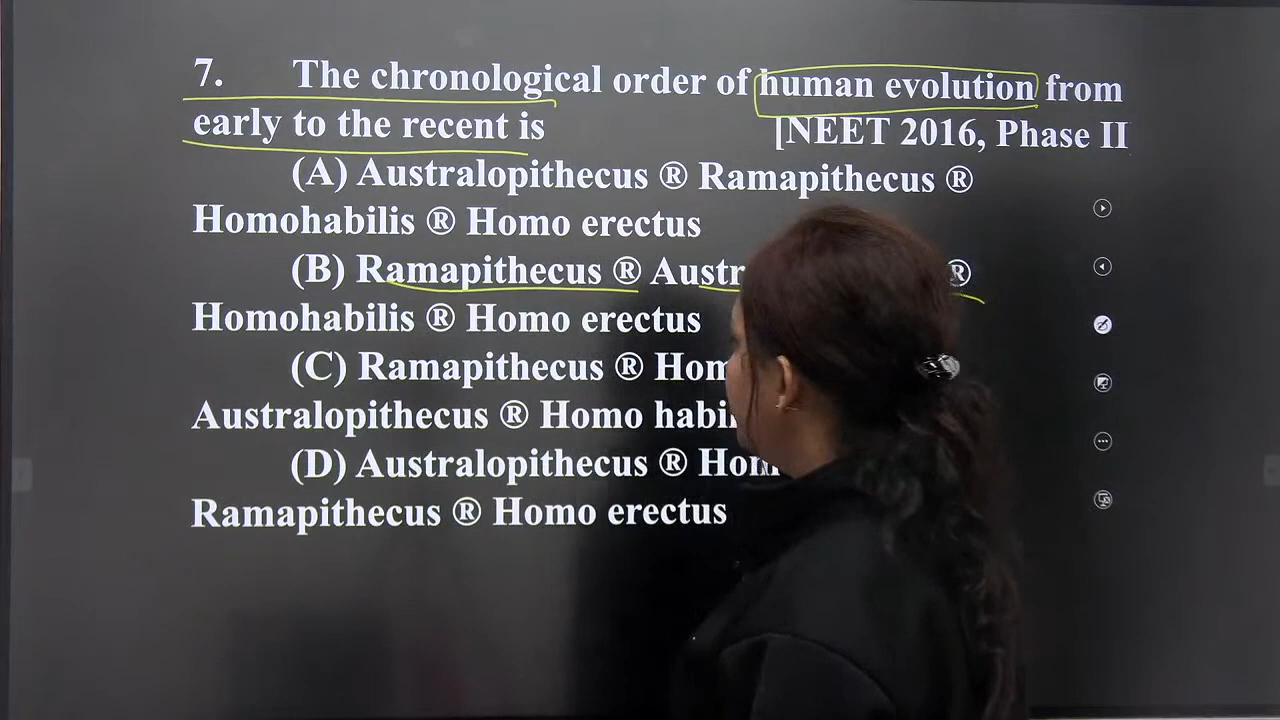 7. The chronological order of human evolution from
early to the recent is [NEET 2016, Phase II
(A) Australopithecus ® Ramapithecus ®
Homohabilis ® Homo erectus
(B) Ramapithecus ® Austr ®
Homohabilis ® Homo erectus
(C) Ramapithecus ® Hom
Australopithecus ® Homo habi
(D) Australopithecus ® Hom
Ramapithecus ® Homo erectus